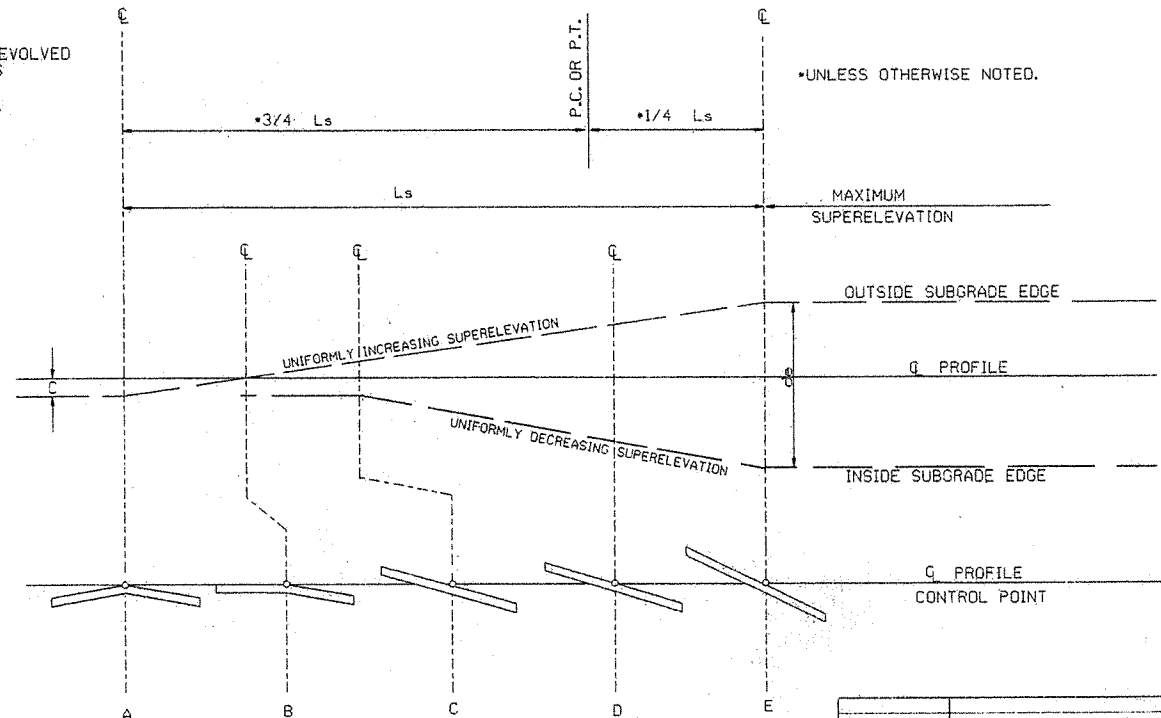 ℄
℄
EVOLVED
P.C. OR P.T.
*UNLESS OTHERWISE NOTED.
*3/4 Ls
*1/4 Ls
Ls
MAXIMUM
SUPERELEVATION
℄
℄
℄
OUTSIDE SUBGRADE EDGE
UNIFORMLY INCREASING SUPERELEVATION
C
℄ PROFILE
UNIFORMLY DECREASING SUPERELEVATION
INSIDE SUBGRADE EDGE
℄ PROFILE
CONTROL POINT
A
B
C
D
E